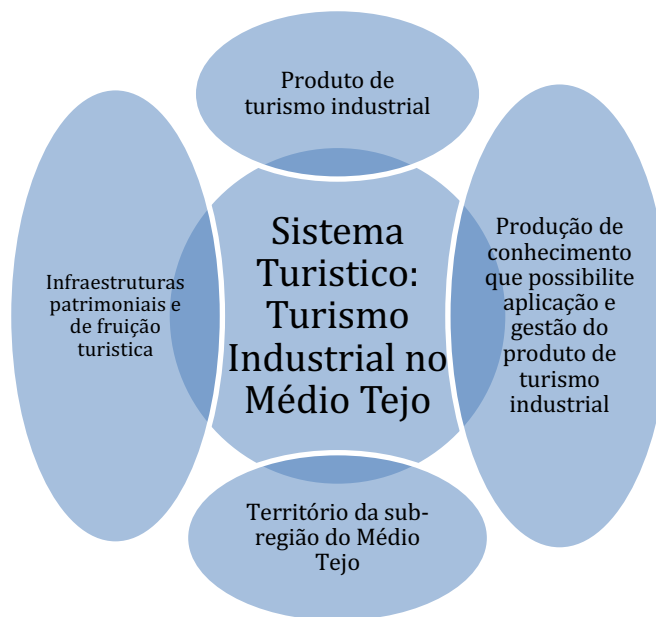 Produto de
turismo industrial
Infraestruturas
patrimoniais e
de fruição
turistica
Sistema
Turistico:
Turismo
Industrial no
Médio Tejo
Produção de
conhecimento
que possibilite
aplicação e
gestão do
produto de
turismo
industrial
Território da sub-
região do Médio
Tejo